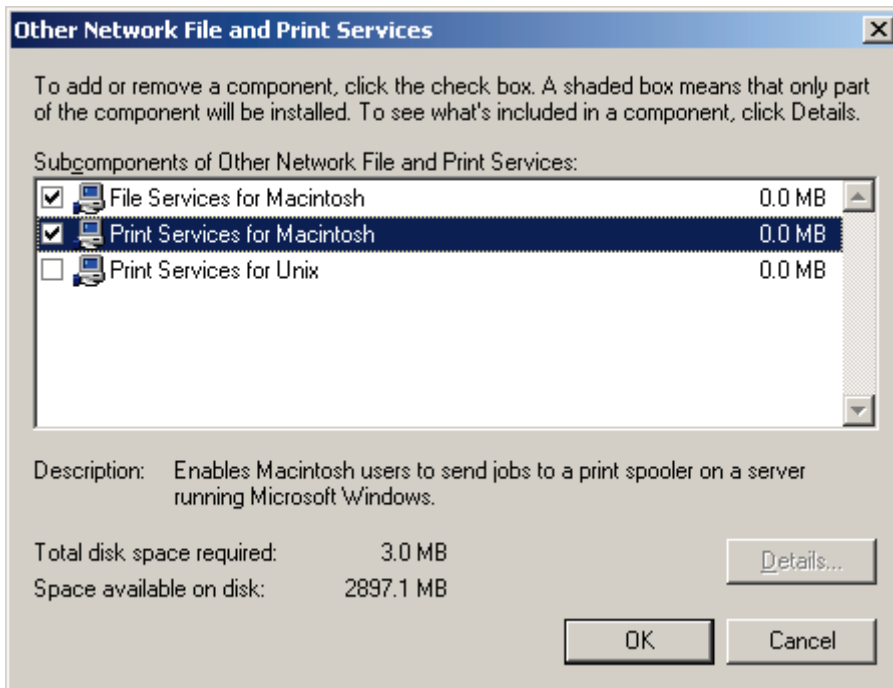 Other Network File and Print Services
To add or remove a component, click the check box. A shaded box means that only part
of the component will be installed. To see what's included in a component, click Details.
Subcomponents of Other Network File and Print Services:
File Services for Macintosh 0.0 MB
Print Services for Macintosh 0.0 MB
Print Services for Unix 0.0 MB
Description: Enables Macintosh users to send jobs to a print spooler on a server
running Microsoft Windows.
Total disk space required: 3.0 MB
Space available on disk: 2897.1 MB
Details...
OK Cancel